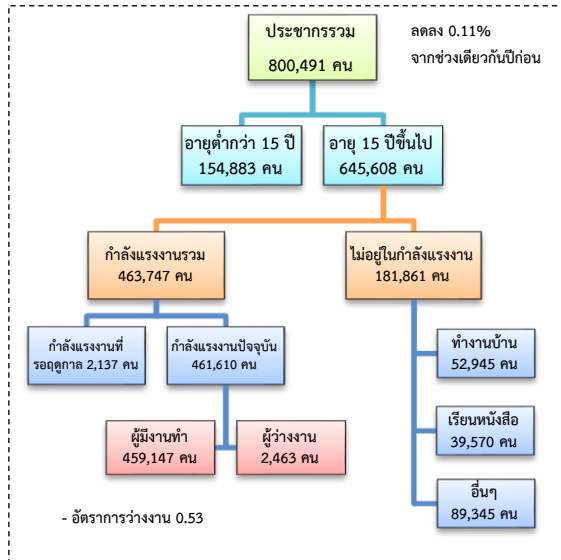 ประชากรรวม
800,491 คน
ลดลง 0.11%
จากช่วงเดียวกันปีก่อน
อายุต่ำกว่า 15 ปี
154,883 คน
อายุ 15 ปีขึ้นไป
645,608 คน
กำลังแรงงานรวม
463,747 คน
ไม่อยู่ในกำลังแรงงาน
181,861 คน
กำลังแรงงานที่
รอฤดูกาล 2,137 คน
กำลังแรงงานปัจจุบัน
461,610 คน
ทำงานบ้าน
52,945 คน
ผู้มีงานทำ
459,147 คน
ผู้ว่างงาน
2,463 คน
เรียนหนังสือ
39,570 คน
อื่นๆ
89,345 คน
- อัตราการว่างงาน 0.53